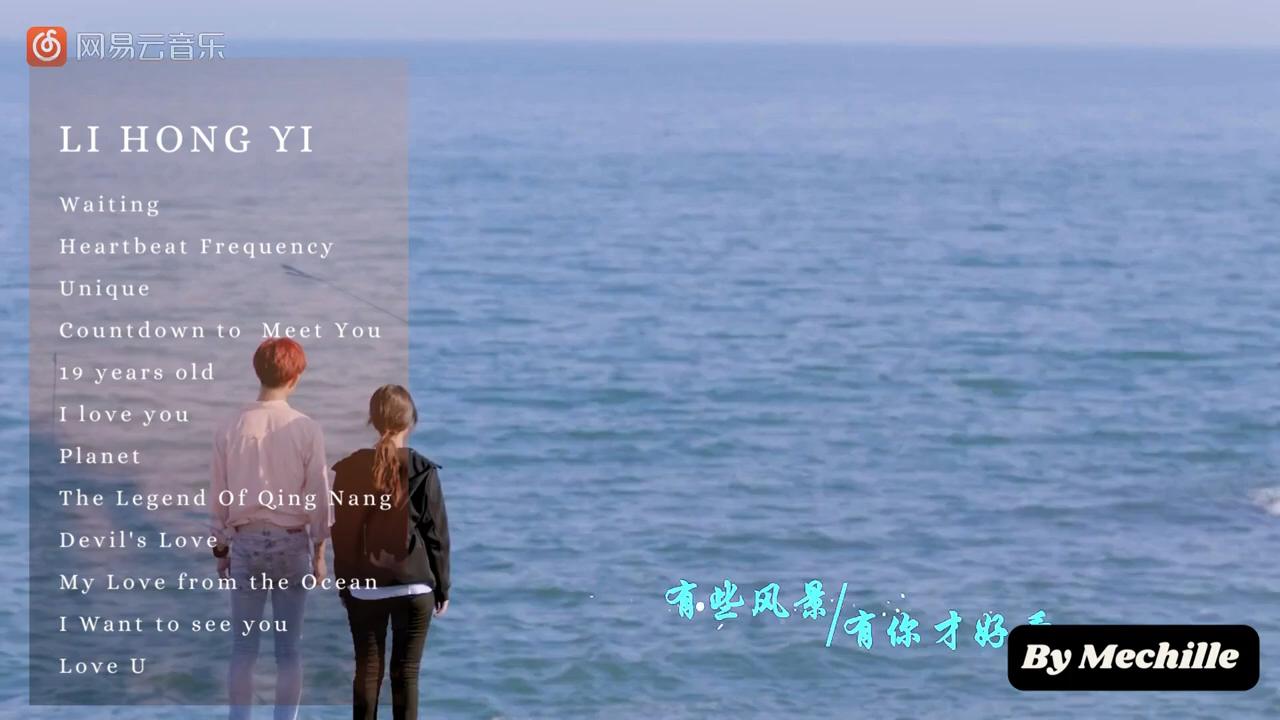 网易云音乐
LI HONG YI
Waiting
Heartbeat Frequency
Unique
Countdown to Meet You
19 years old
I love you
Planet
The Legend Of Qing Nang
Devil's Love
My Love from the Ocean
I Want to see you
Love U
有些风景/
有你才好
By Mechille